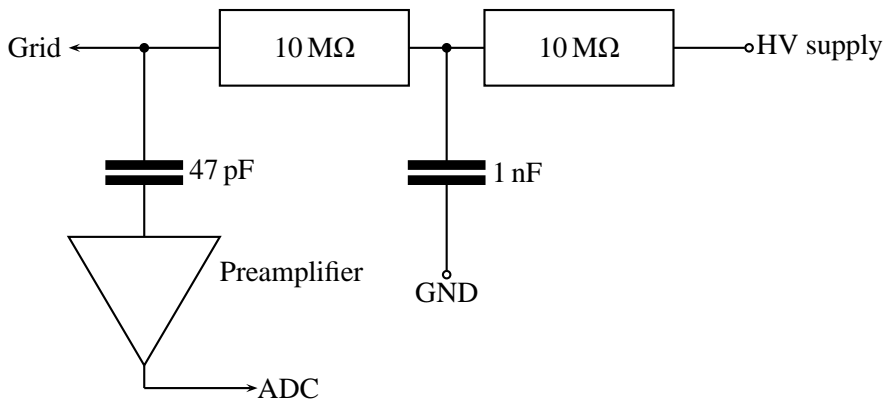 Grid
10 MΩ
10 MΩ
HV supply
47 pF
1 nF
Preamplifier
GND
ADC